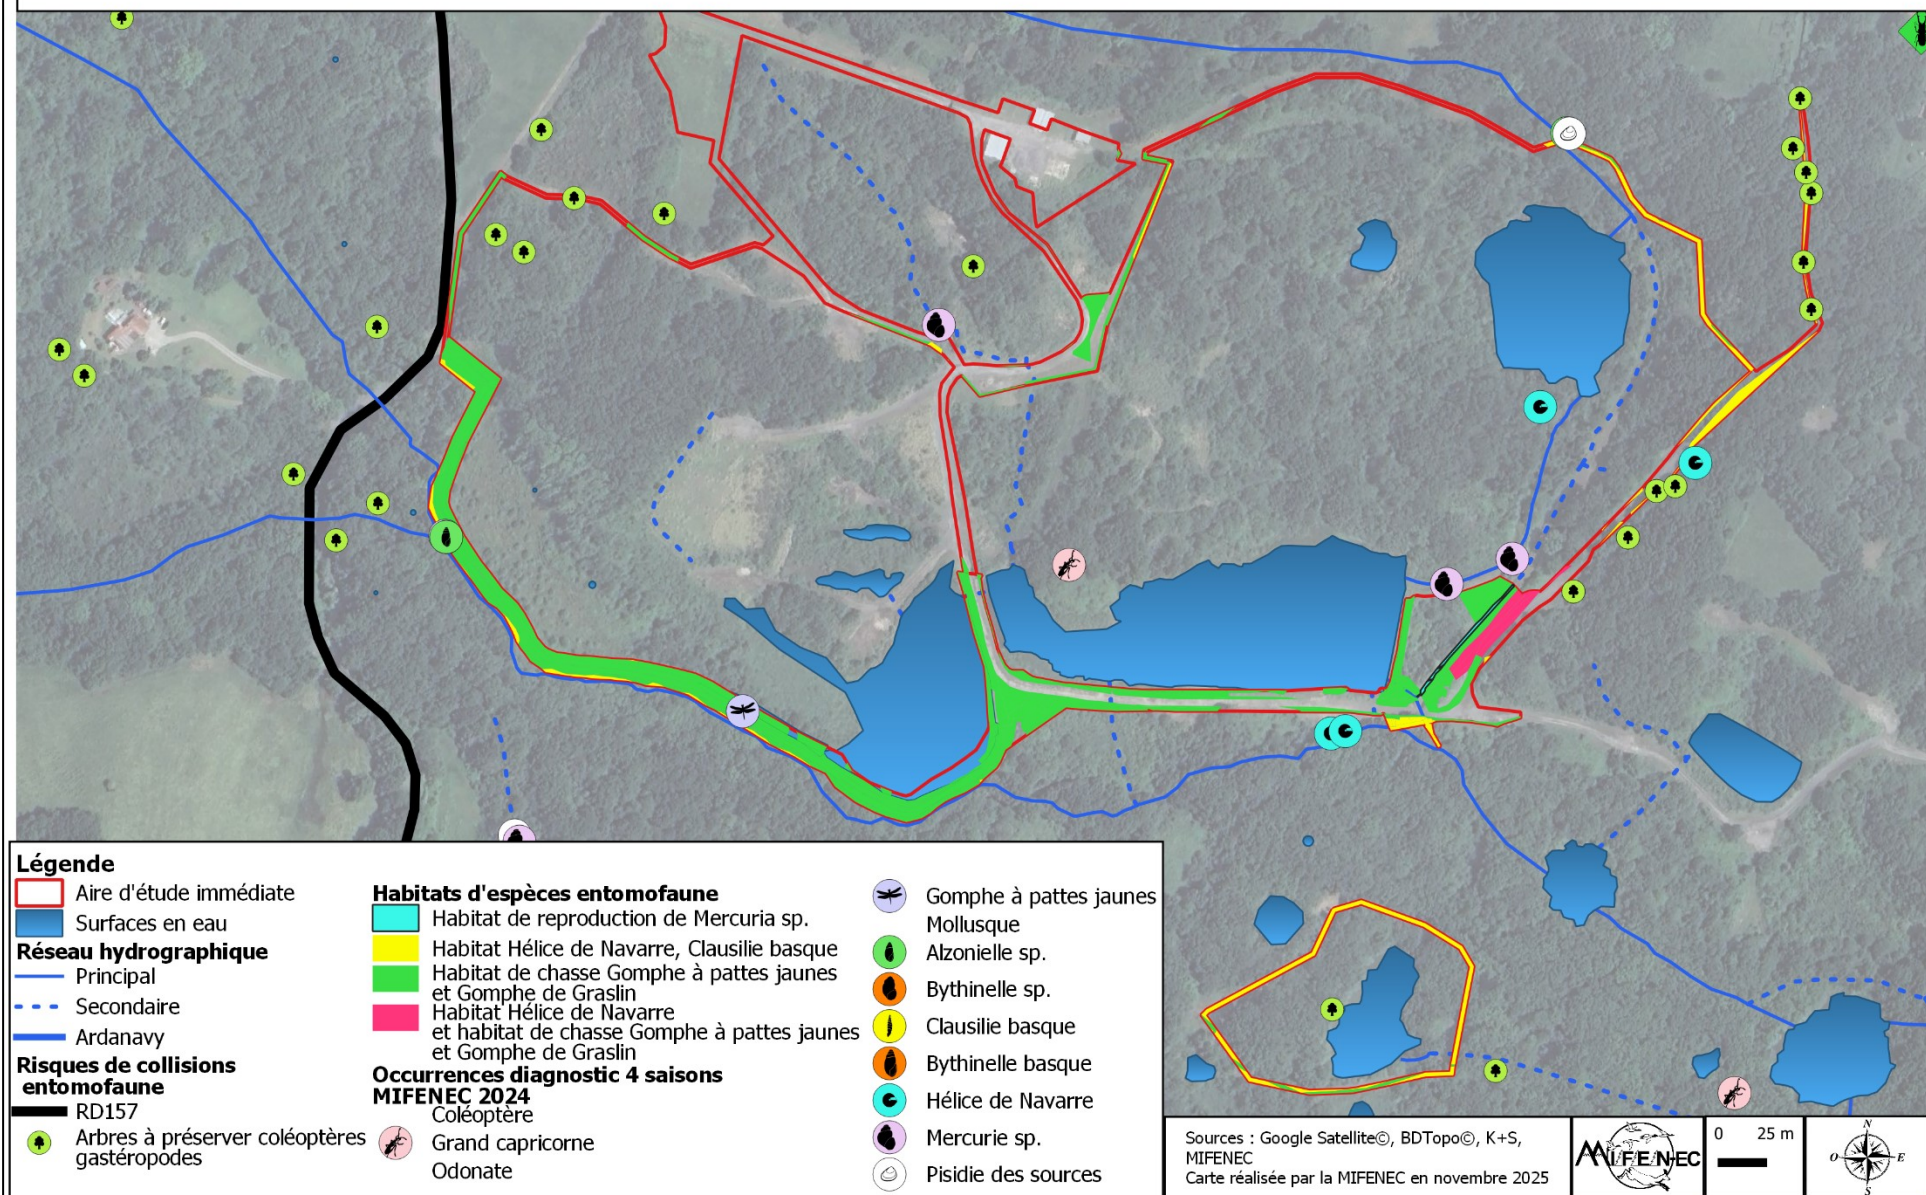 Légende
Aire d'étude immédiate
Surfaces en eau
Réseau hydrographique
Principal
Secondaire
Ardanavy
Risques de collisions
entomofaune
RD157
Arbres à préserver coléoptères
gastéropodes
Habitats d'espèces entomofaune
Habitat de reproduction de Mercuria sp.
Habitat Hélice de Navarre, Clausilie basque
Habitat de chasse Gomphe à pattes jaunes
et Gomphe de Graslin
Habitat Hélice de Navarre
et habitat de chasse Gomphe à pattes jaunes
et Gomphe de Graslin
Occurrences diagnostic 4 saisons
MIFENEC 2024
Coléoptère
Grand capricorne
Odonate
Gomphe à pattes jaunes
Mollusque
Alzonielle sp.
Bythinelle sp.
Clausilie basque
Bythinelle basque
Hélice de Navarre
Mercurie sp.
Pisidie des sources
Sources : Google Satellite©, BDTopo©, K+S,
MIFENEC
Carte réalisée par la MIFENEC en novembre 2025
MIFENEC
0 25 m
N
O E
S